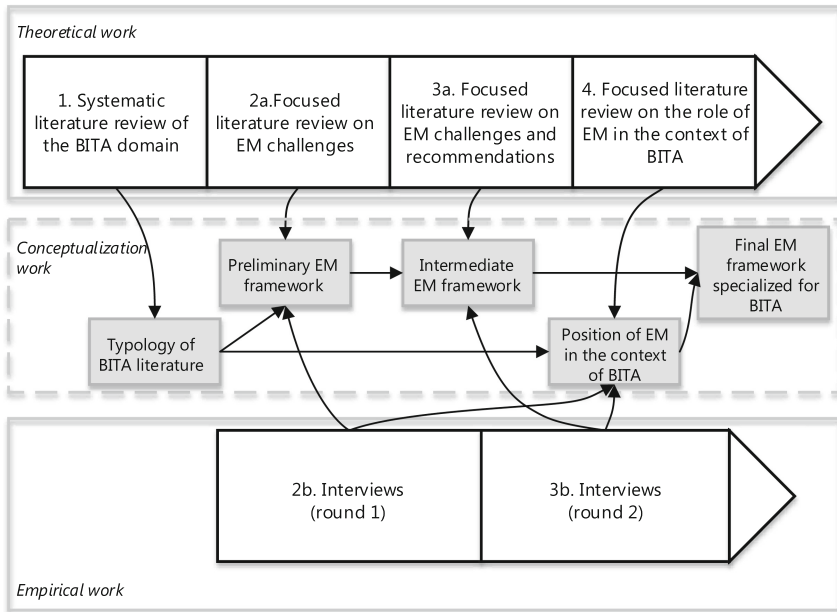 Theoretical work
1. Systematic
literature review of
the BITA domain
2a.Focused
literature review on
EM challenges
3a. Focused
literature review on
EM challenges and
recommendations
4. Focused literature
review on the role of
EM in the context of
BITA
Conceptualization
work
Preliminary EM
framework
Intermediate
EM framework
Final EM
framework
specialized for
BITA
Typology of
BITA literature
Position of EM
in the context
of BITA
2b. Interviews
(round 1)
3b. Interviews
(round 2)
Empirical work